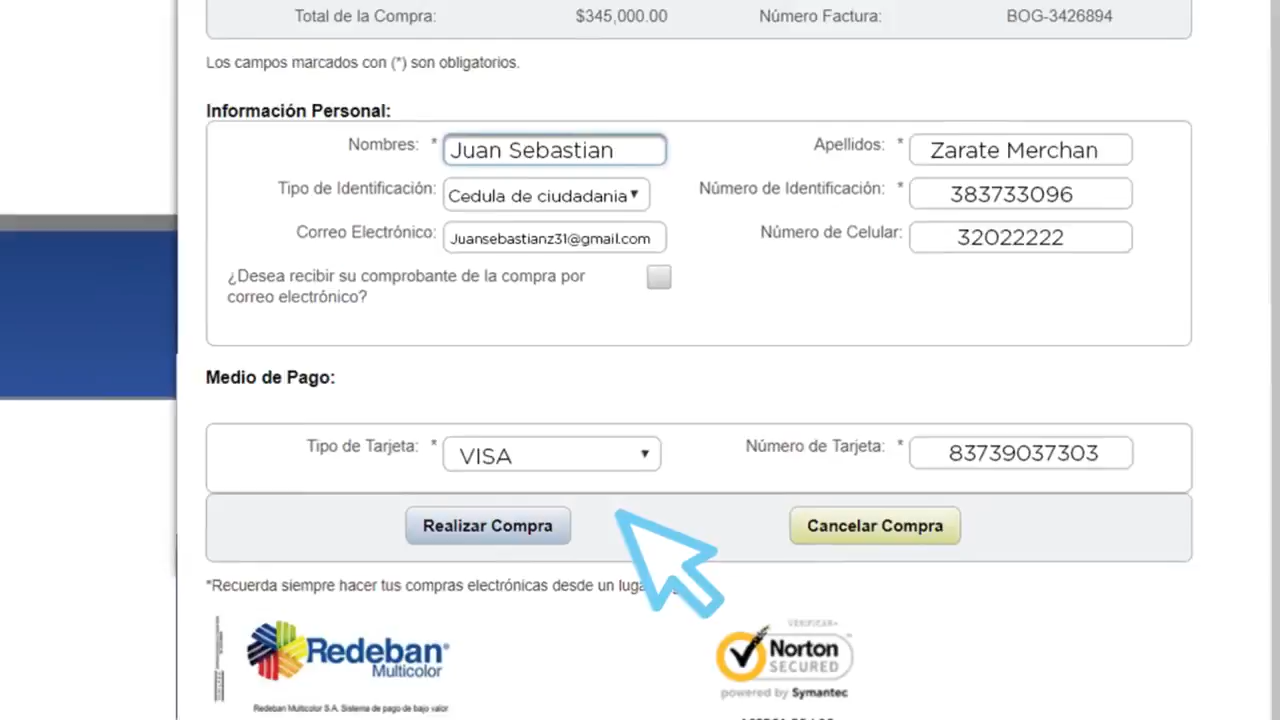 Total de la Compra: $345,000.00 Número Factura: BOG-3426894
Los campos marcados con (*) son obligatorios.
Información Personal:
Nombres: * Juan Sebastian Apellidos: * Zarate Merchan
Tipo de Identificación: Cedula de ciudadania Número de Identificación: * 383733096
Correo Electrónico: Juansebastianz31@gmail.com Número de Celular: 32022222
¿Desea recibir su comprobante de la compra por
correo electrónico?
Medio de Pago:
Tipo de Tarjeta: * VISA Número de Tarjeta: * 83739037303
Realizar Compra Cancelar Compra
*Recuerda siempre hacer tus compras electrónicas desde un
Redeban
Multicolor
Redeban Multicolor S.A. Sistema de pago de bajo valor
Norton
SECURED
powered by Symantec